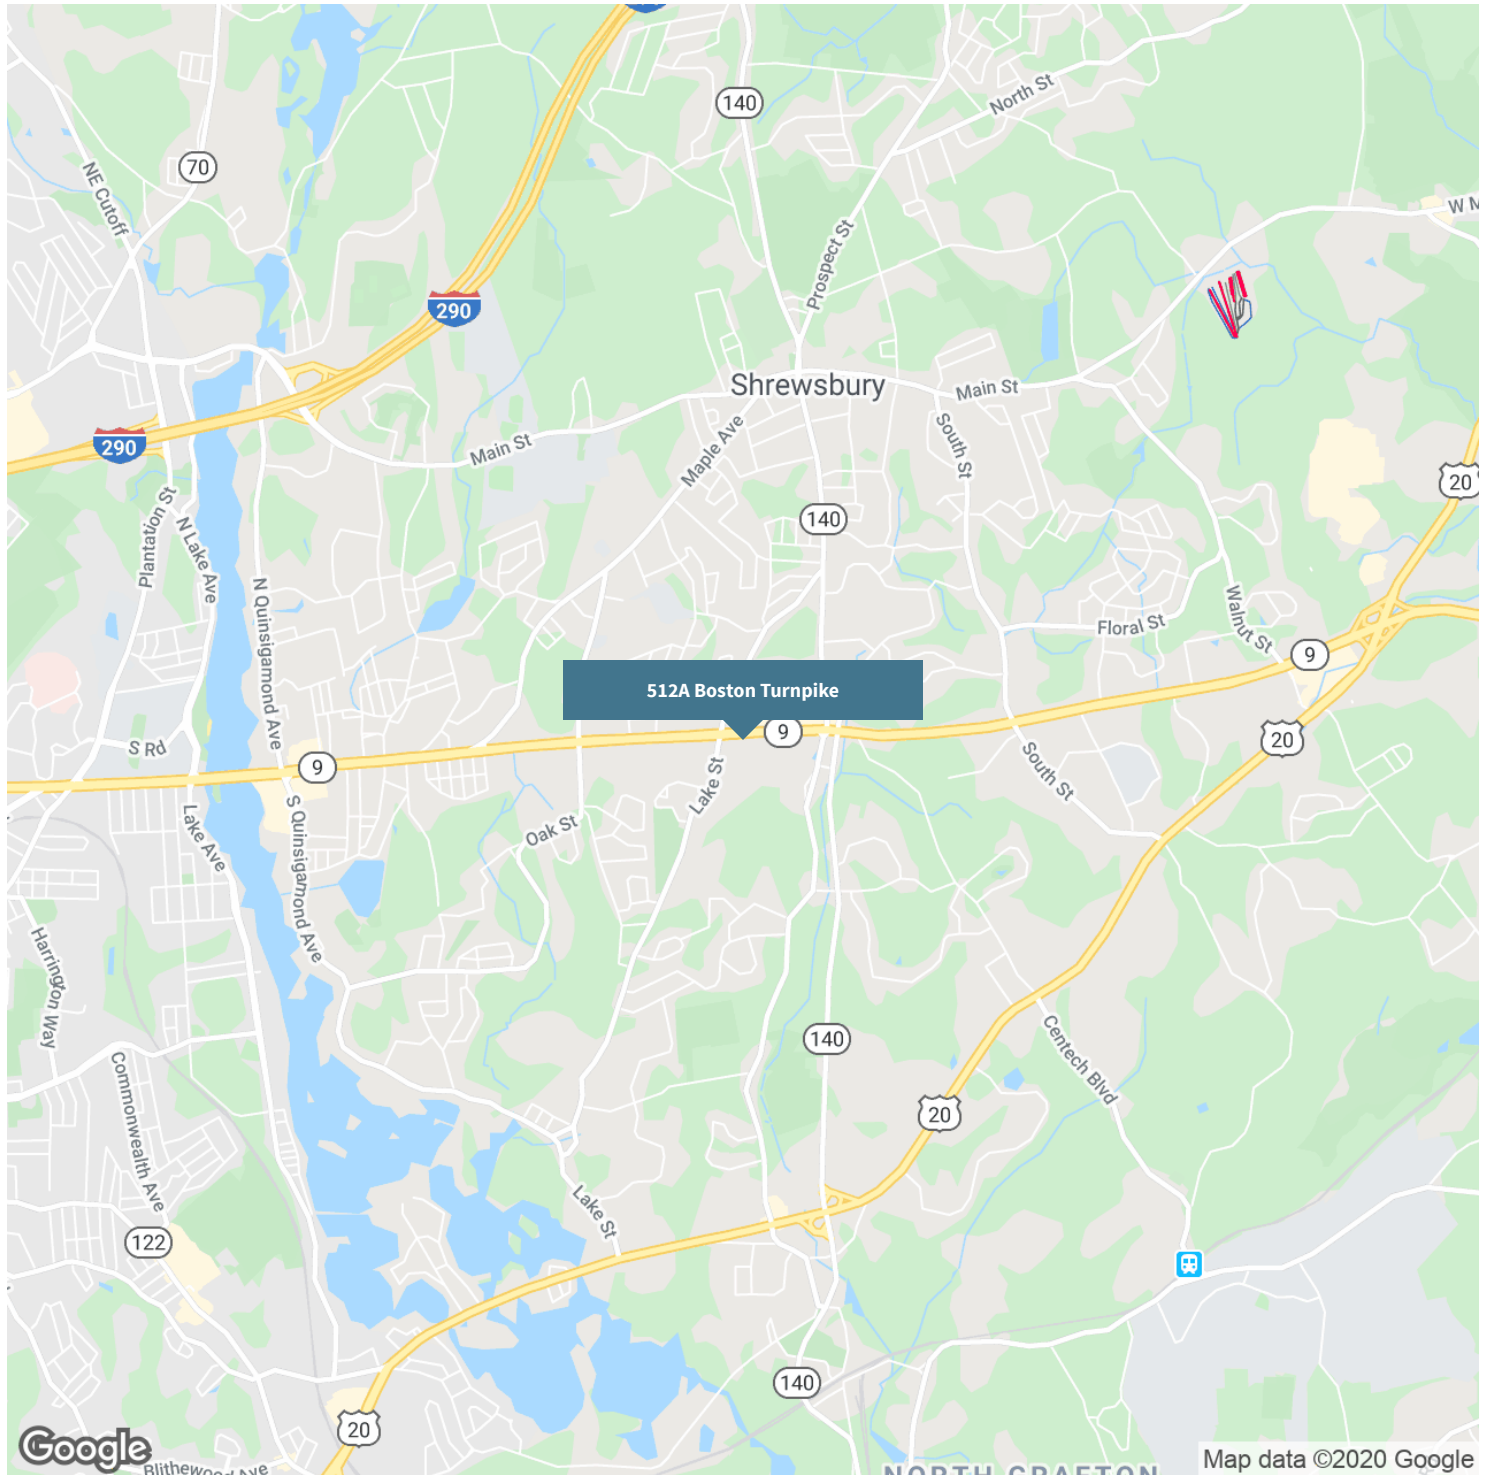 140
North St
70
NE Cutoff
W M
Prospect St
290
Shrewsbury
Main St
290
Main St
Maple Ave
South St
20
140
Plantation St
N Lake Ave
N Quinsigamond Ave
Walnut St
Floral St
9
512A Boston Turnpike
9
20
S Rd
9
South St
Lake St
S Quinsigamond Ave
Lake Ave
Oak St
Harrington Way
140
Centech Blvd
Commonwealth Ave
20
122
Lake St
140
20
Google
Blithewood Ave
NORTH GRAFTON
Map data ©2020 Google